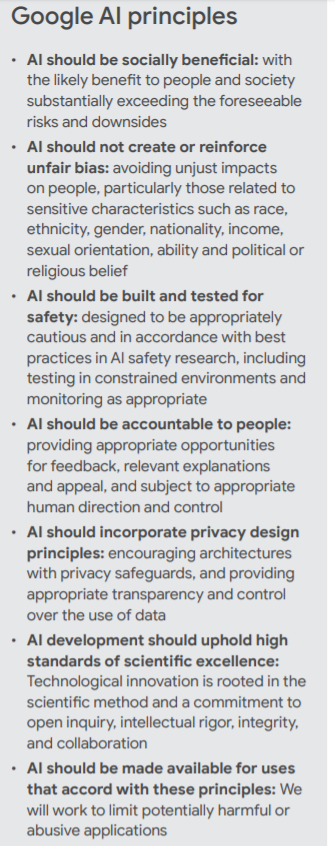 Google AI principles
• AI should be socially beneficial: with
the likely benefit to people and society
substantially exceeding the foreseeable
risks and downsides
• AI should not create or reinforce
unfair bias: avoiding unjust impacts
on people, particularly those related to
sensitive characteristics such as race,
ethnicity, gender, nationality, income,
sexual orientation, ability and political or
religious belief
• AI should be built and tested for
safety: designed to be appropriately
cautious and in accordance with best
practices in AI safety research, including
testing in constrained environments and
monitoring as appropriate
• AI should be accountable to people:
providing appropriate opportunities
for feedback, relevant explanations
and appeal, and subject to appropriate
human direction and control
• AI should incorporate privacy design
principles: encouraging architectures
with privacy safeguards, and providing
appropriate transparency and control
over the use of data
• AI development should uphold high
standards of scientific excellence:
Technological innovation is rooted in the
scientific method and a commitment to
open inquiry, intellectual rigor, integrity,
and collaboration
• AI should be made available for uses
that accord with these principles: We
will work to limit potentially harmful or
abusive applications